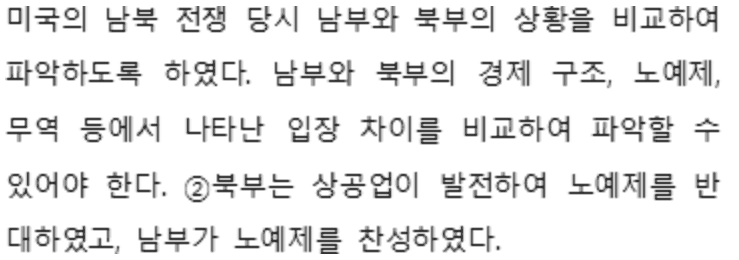 미국의 남북 전쟁 당시 남부와 북부의 상황을 비교하여
파악하도록 하였다. 남부와 북부의 경제 구조, 노예제,
무역 등에서 나타난 입장 차이를 비교하여 파악할 수
있어야 한다. ②북부는 상공업이 발전하여 노예제를 반
대하였고, 남부가 노예제를 찬성하였다.